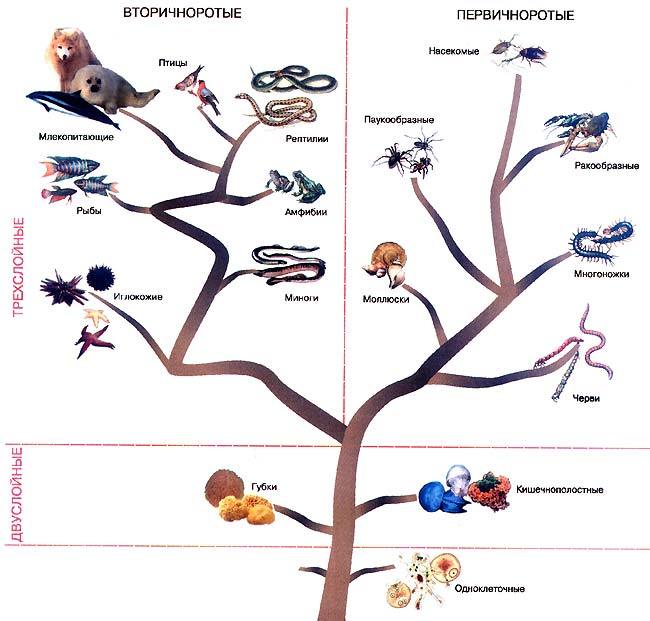 ВТОРИЧНОРОТЫЕ
ПЕРВИЧНОРОТЫЕ
Птицы
Насекомые
Млекопитающие
Рептилии
Паукообразные
Ракообразные
Рыбы
Амфибии
ТРЕХСЛОЙНЫЕ
Иглокожие
Миноги
Моллюски
Многоножки
Черви
ДВУСЛОЙНЫЕ
Губки
Кишечнополостные
Одноклеточные